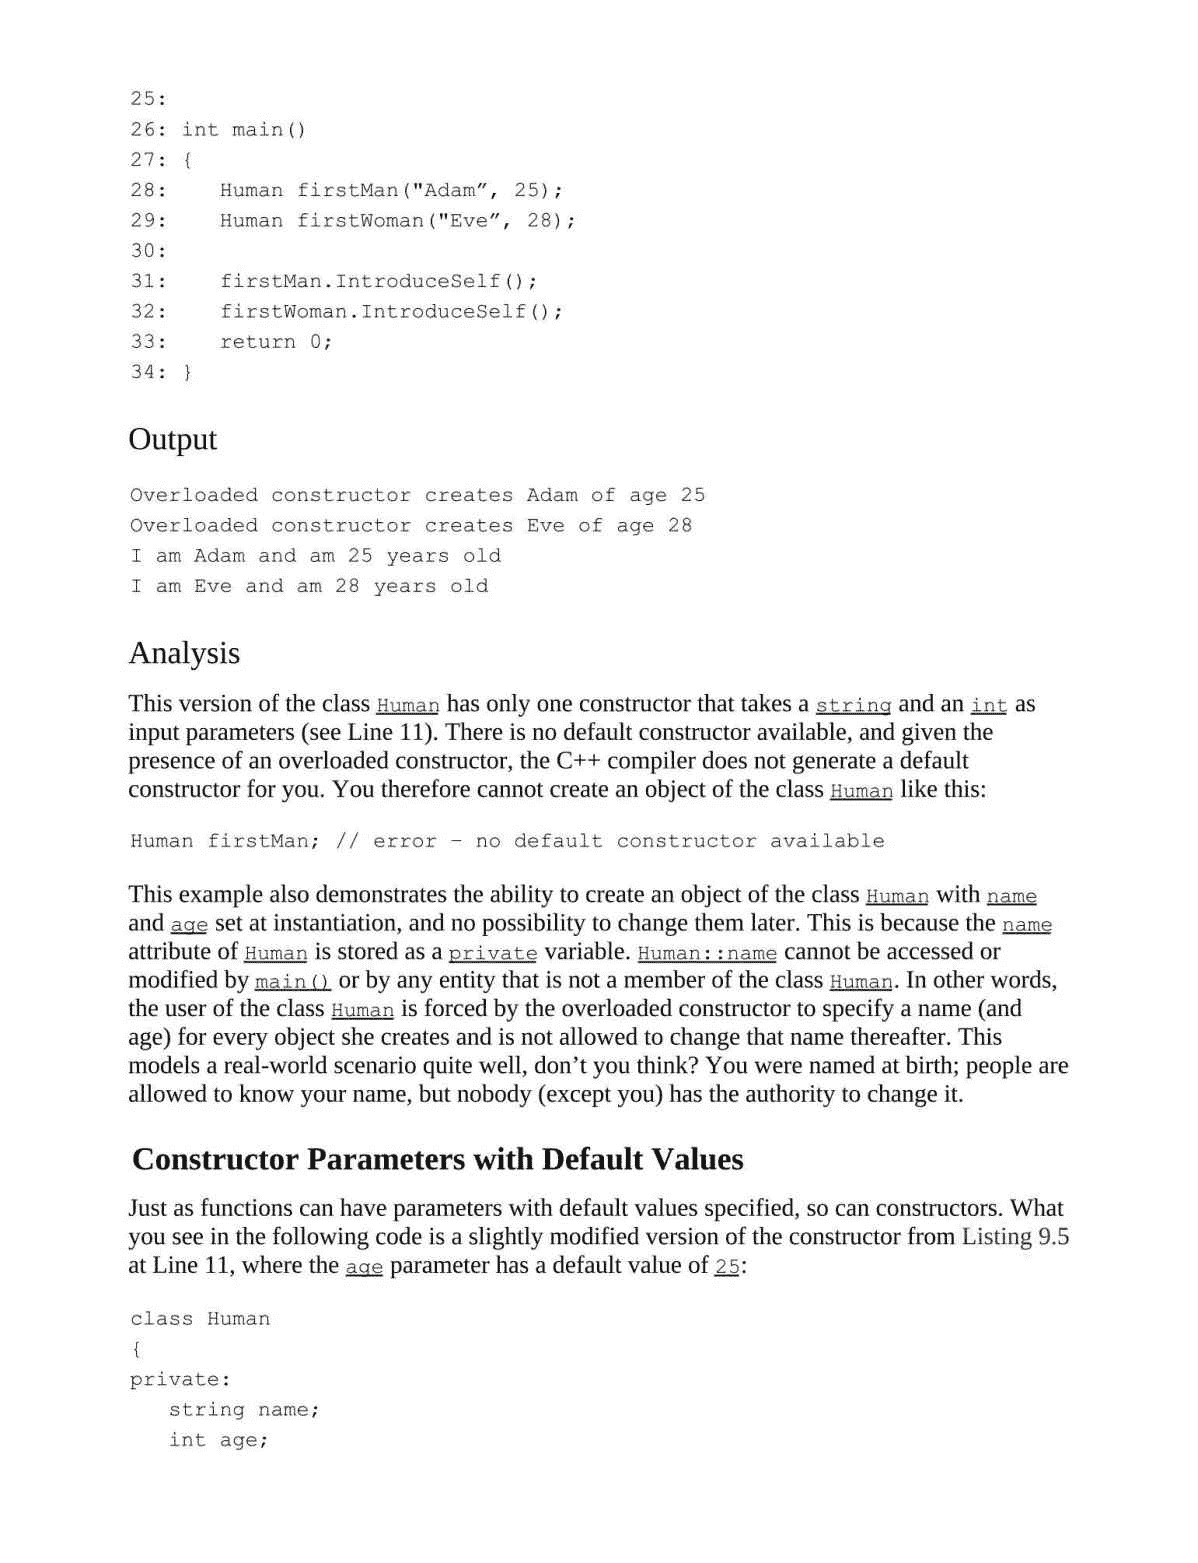 25:
26: int main()
27: {
28:    Human firstMan("Adam”, 25);
29:    Human firstWoman("Eve”, 28);
30:
31:    firstMan.IntroduceSelf();
32:    firstWoman.IntroduceSelf();
33:    return 0;
34: }
Output
Overloaded constructor creates Adam of age 25
Overloaded constructor creates Eve of age 28
I am Adam and am 25 years old
I am Eve and am 28 years old
Analysis
This version of the class Human has only one constructor that takes a string and an int as
input parameters (see Line 11). There is no default constructor available, and given the
presence of an overloaded constructor, the C++ compiler does not generate a default
constructor for you. You therefore cannot create an object of the class Human like this:
Human firstMan; // error – no default constructor available
This example also demonstrates the ability to create an object of the class Human with name
and age set at instantiation, and no possibility to change them later. This is because the name
attribute of Human is stored as a private variable. Human::name cannot be accessed or
modified by main() or by any entity that is not a member of the class Human. In other words,
the user of the class Human is forced by the overloaded constructor to specify a name (and
age) for every object she creates and is not allowed to change that name thereafter. This
models a real-world scenario quite well, don’t you think? You were named at birth; people are
allowed to know your name, but nobody (except you) has the authority to change it.
Constructor Parameters with Default Values
Just as functions can have parameters with default values specified, so can constructors. What
you see in the following code is a slightly modified version of the constructor from Listing 9.5
at Line 11, where the age parameter has a default value of 25:
class Human
{
private:
   string name;
   int age;